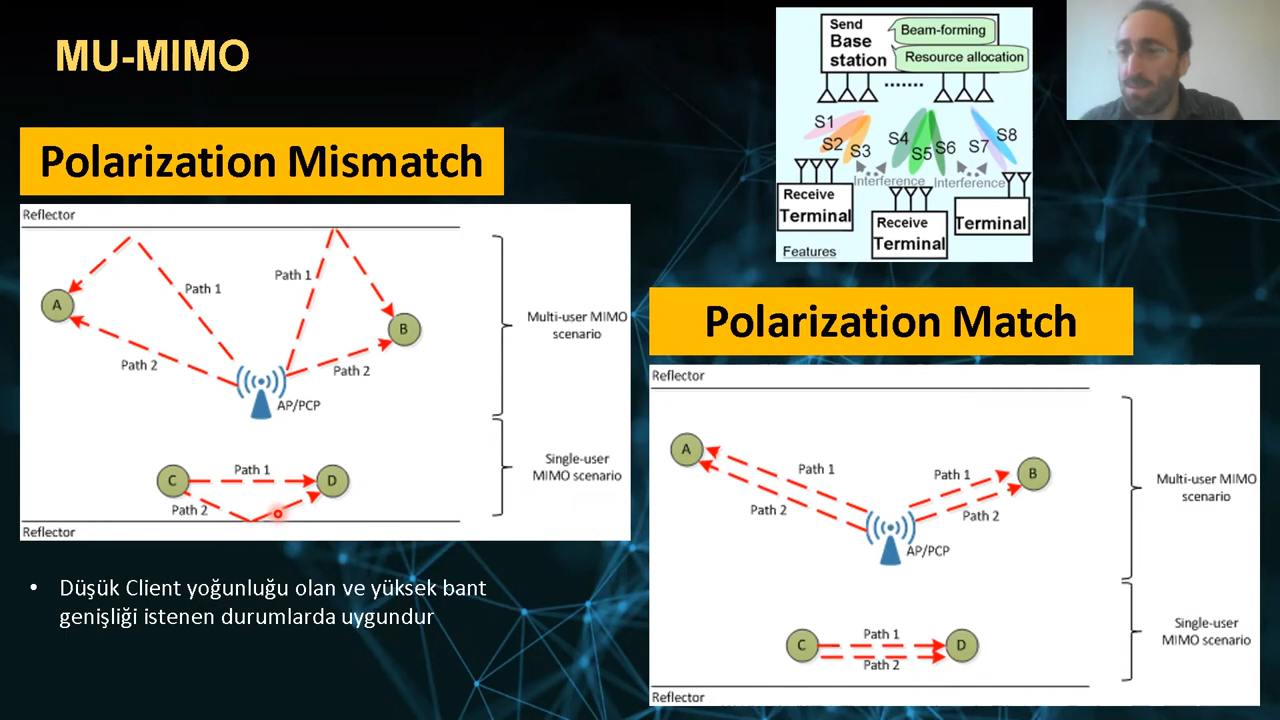 MU-MIMO
Send
Base
station
Beam-forming
Resource allocation
S1
S2
S3
S4
S5
S6
S7
S8
Interference
Interference
Receive
Terminal
Receive
Terminal
Terminal
Features
Polarization Mismatch
Reflector
Path 1
Path 1
A
B
Path 2
Path 2
AP/PCP
Multi-user MIMO
scenario
C
Path 1
D
Path 2
Single-user
MIMO scenario
Reflector
• Düşük Client yoğunluğu olan ve yüksek bant
genişliği istenen durumlarda uygundur
Polarization Match
Reflector
A
Path 1
Path 1
B
Path 2
Path 2
AP/PCP
Multi-user MIMO
scenario
C
Path 1
D
Path 2
Single-user
MIMO scenario
Reflector